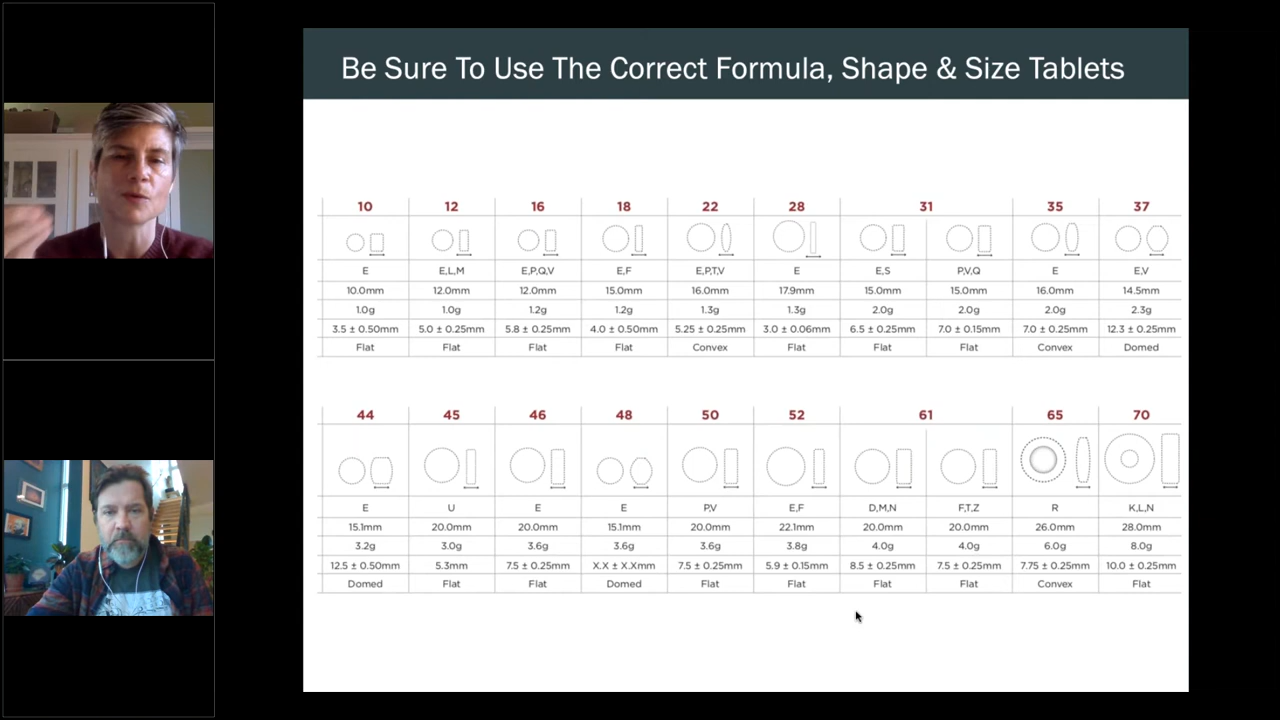 Be Sure To Use The Correct Formula, Shape & Size Tablets
10 12 16 18 22 28 31 35 37
E E,L,M E,P,Q,V E,F E,P,T,V E E,S P,V,Q E E,V
10.0mm 12.0mm 12.0mm 15.0mm 16.0mm 17.9mm 15.0mm 15.0mm 16.0mm 14.5mm
1.0g 1.0g 1.2g 1.2g 1.3g 1.3g 2.0g 2.0g 2.0g 2.3g
3.5 ± 0.50mm 5.0 ± 0.25mm 5.8 ± 0.25mm 4.0 ± 0.50mm 5.25 ± 0.25mm 3.0 ± 0.06mm 6.5 ± 0.25mm 7.0 ± 0.15mm 7.0 ± 0.25mm 12.3 ± 0.25mm
Flat Flat Flat Flat Convex Flat Flat Flat Convex Domed
44 45 46 48 50 52 61 65 70
E U E E P,V E,F D,M,N F,T,Z R K,L,N
15.1mm 20.0mm 20.0mm 15.1mm 20.0mm 22.1mm 20.0mm 20.0mm 26.0mm 28.0mm
3.2g 3.0g 3.6g 3.6g 3.6g 3.8g 4.0g 4.0g 6.0g 8.0g
12.5 ± 0.50mm 5.3mm 7.5 ± 0.25mm X.X ± X.Xmm 7.5 ± 0.25mm 5.9 ± 0.15mm 8.5 ± 0.25mm 7.5 ± 0.25mm 7.75 ± 0.25mm 10.0 ± 0.25mm
Domed Flat Flat Domed Flat Flat Flat Flat Convex Flat